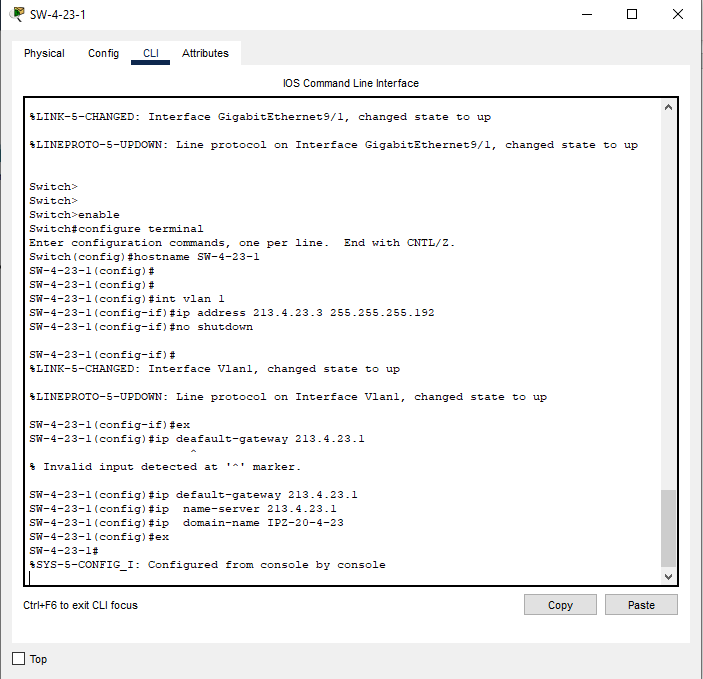 SW-4-23-1
Physical Config CLI Attributes
IOS Command Line Interface
%LINK-5-CHANGED: Interface GigabitEthernet9/1, changed state to up
%LINEPROTO-5-UPDOWN: Line protocol on Interface GigabitEthernet9/1, changed state to up
Switch>
Switch>
Switch>enable
Switch#configure terminal
Enter configuration commands, one per line.  End with CNTL/Z.
Switch(config)#hostname SW-4-23-1
SW-4-23-1(config)#
SW-4-23-1(config)#
SW-4-23-1(config)#int vlan 1
SW-4-23-1(config-if)#ip address 213.4.23.3 255.255.255.192
SW-4-23-1(config-if)#no shutdown
SW-4-23-1(config-if)#
%LINK-5-CHANGED: Interface Vlan1, changed state to up
%LINEPROTO-5-UPDOWN: Line protocol on Interface Vlan1, changed state to up
SW-4-23-1(config-if)#ex
SW-4-23-1(config)#ip deafault-gateway 213.4.23.1
^
% Invalid input detected at '^' marker.
SW-4-23-1(config)#ip default-gateway 213.4.23.1
SW-4-23-1(config)#ip  name-server 213.4.23.1
SW-4-23-1(config)#ip  domain-name IPZ-20-4-23
SW-4-23-1(config)#ex
SW-4-23-1#
%SYS-5-CONFIG_I: Configured from console by console
Ctrl+F6 to exit CLI focus
Copy Paste
Top